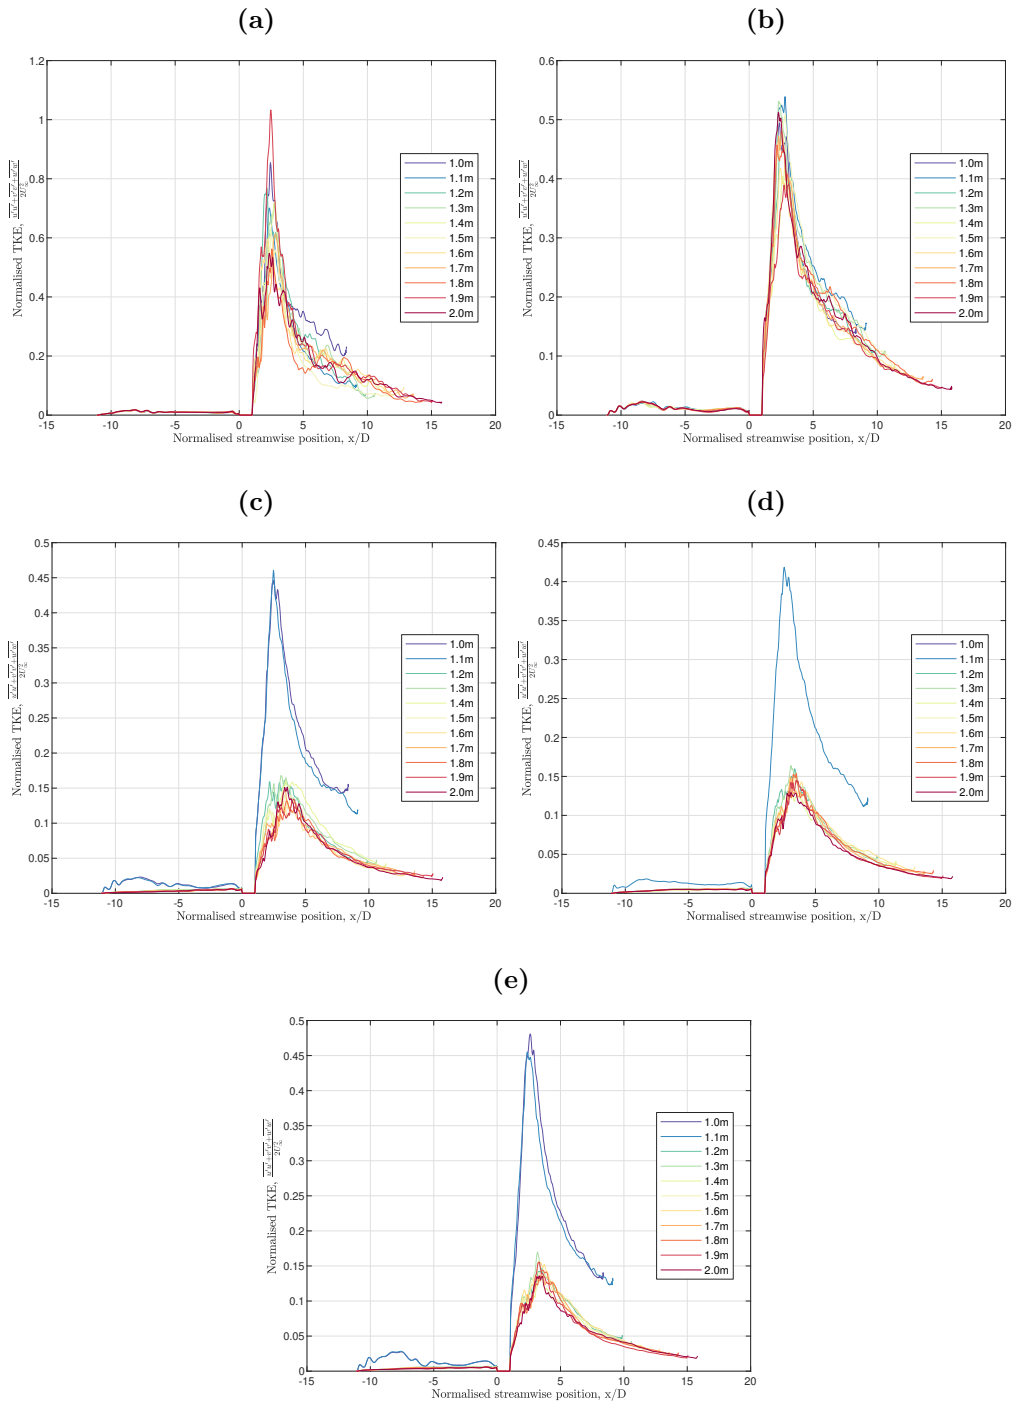 (a)
1.2
1
0.8
0.6
0.4
0.2
0
-15 -10 -5 0 5 10 15 20
Normalised TKE, u'u' + v'v' + w'w' / 2U²∞
Normalised streamwise position, x/D
1.0m
1.1m
1.2m
1.3m
1.4m
1.5m
1.6m
1.7m
1.8m
1.9m
2.0m
(b)
0.6
0.5
0.4
0.3
0.2
0.1
0
-15 -10 -5 0 5 10 15 20
Normalised TKE, u'u' + v'v' + w'w' / 2U²∞
Normalised streamwise position, x/D
1.0m
1.1m
1.2m
1.3m
1.4m
1.5m
1.6m
1.7m
1.8m
1.9m
2.0m
(c)
0.5
0.45
0.4
0.35
0.3
0.25
0.2
0.15
0.1
0.05
0
-15 -10 -5 0 5 10 15 20
Normalised TKE, u'u' + v'v' + w'w' / 2U²∞
Normalised streamwise position, x/D
1.0m
1.1m
1.2m
1.3m
1.4m
1.5m
1.6m
1.7m
1.8m
1.9m
2.0m
(d)
0.45
0.4
0.35
0.3
0.25
0.2
0.15
0.1
0.05
0
-15 -10 -5 0 5 10 15 20
Normalised TKE, u'u' + v'v' + w'w' / 2U²∞
Normalised streamwise position, x/D
1.0m
1.1m
1.2m
1.3m
1.4m
1.5m
1.6m
1.7m
1.8m
1.9m
2.0m
(e)
0.5
0.45
0.4
0.35
0.3
0.25
0.2
0.15
0.1
0.05
0
-15 -10 -5 0 5 10 15 20
Normalised TKE, u'u' + v'v' + w'w' / 2U²∞
Normalised streamwise position, x/D
1.0m
1.1m
1.2m
1.3m
1.4m
1.5m
1.6m
1.7m
1.8m
1.9m
2.0m